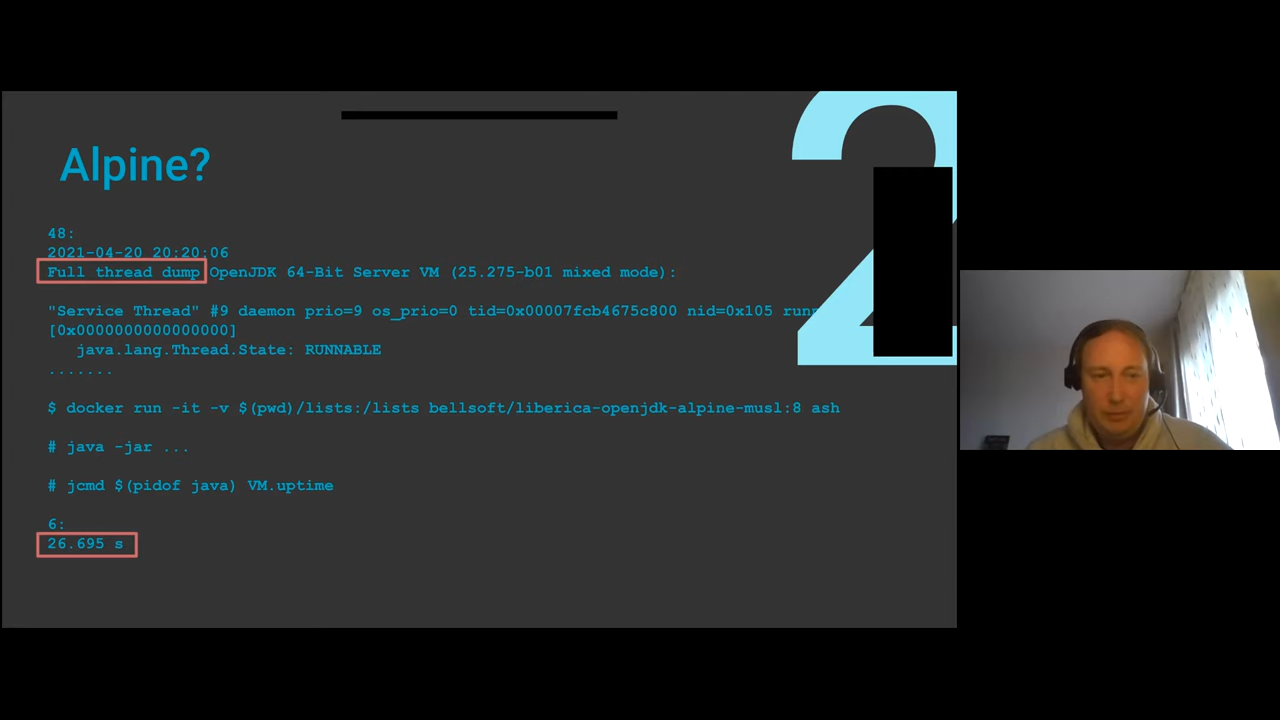 2
Alpine?
48:
2021-04-20 20:20:06
Full thread dump OpenJDK 64-Bit Server VM (25.275-b01 mixed mode):
"Service Thread" #9 daemon prio=9 os_prio=0 tid=0x00007fcb4675c800 nid=0x105
[0x0000000000000000]
java.lang.Thread.State: RUNNABLE
.......
$ docker run -it -v $(pwd)/lists:/lists bellsoft/liberica-openjdk-alpine-musl:8 ash
# java -jar ...
# jcmd $(pidof java) VM.uptime
6:
26.695 s